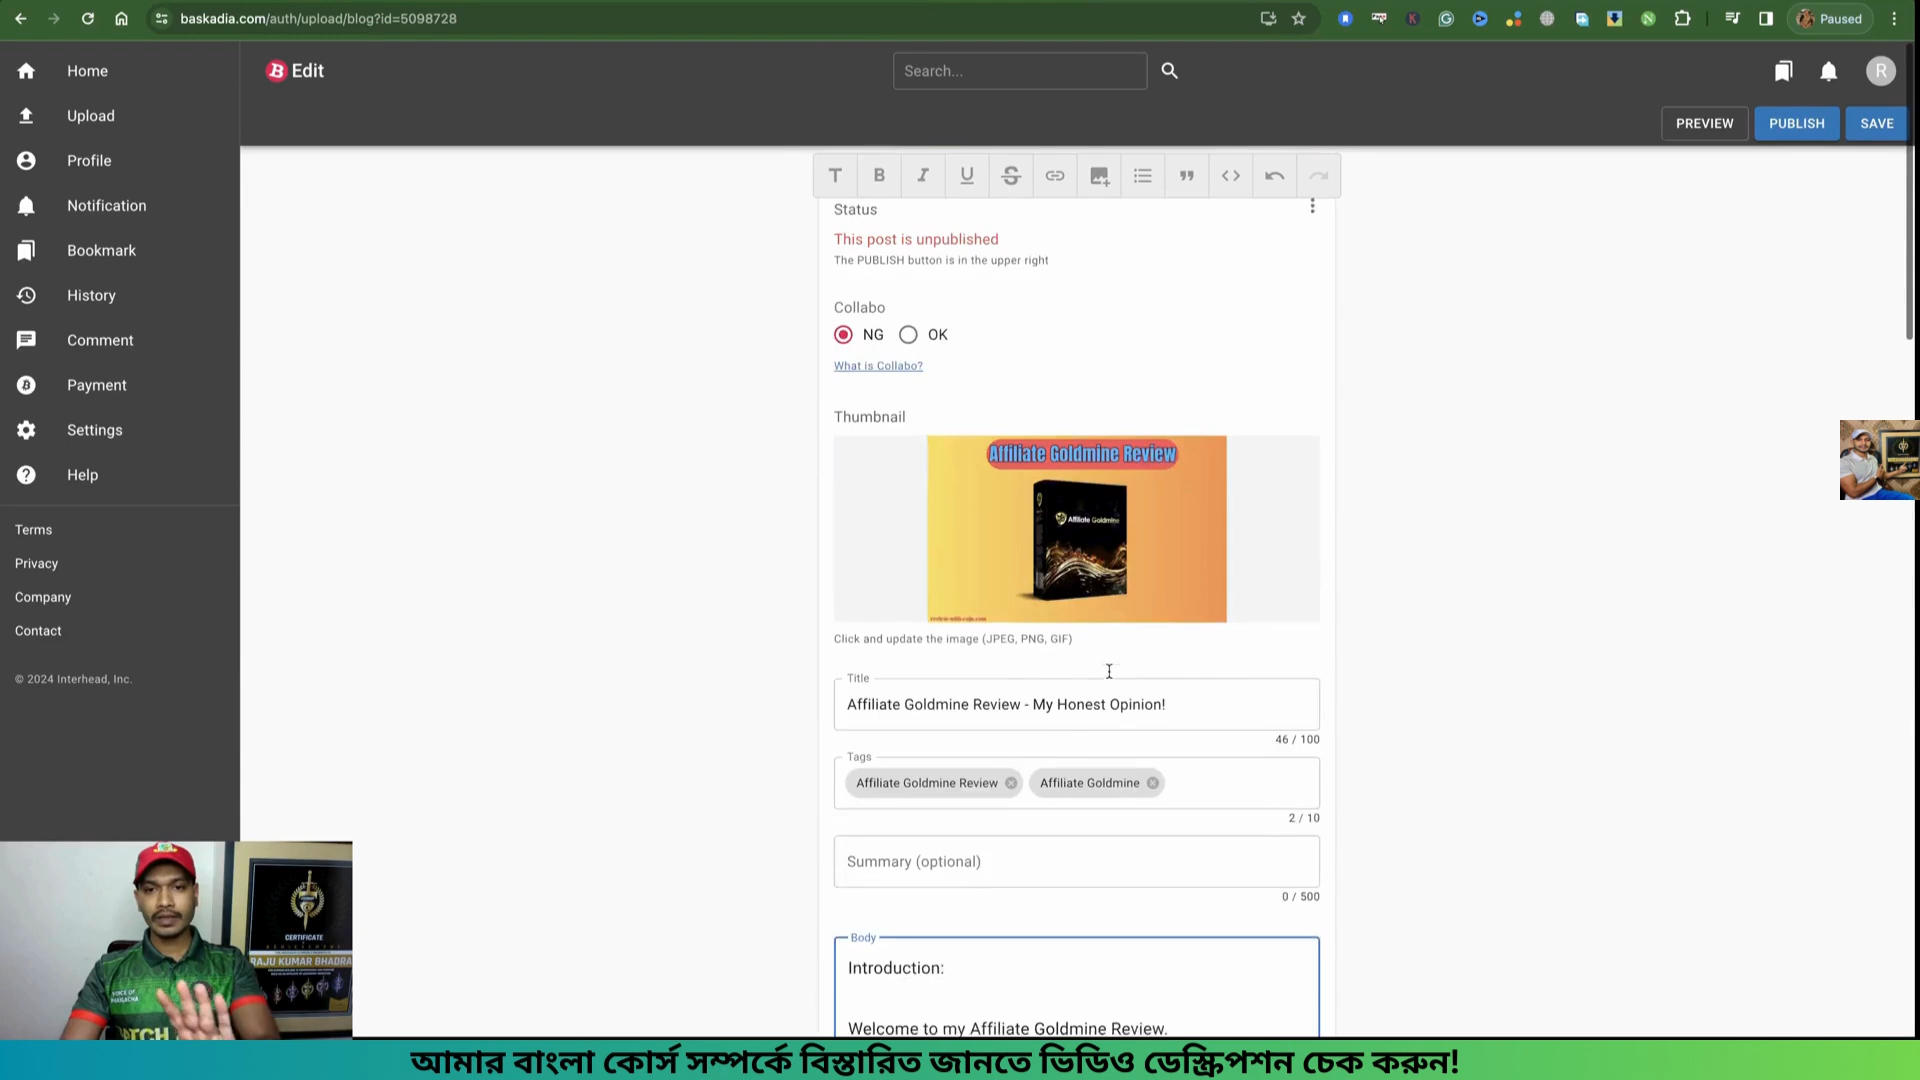 baskadia.com/auth/upload/blog?id=5098728
Paused
Home
Upload
Profile
Notification
Bookmark
History
Comment
Payment
Settings
Help
Terms
Privacy
Company
Contact
© 2024 Interhead, Inc.
B Edit
Search...
R
PREVIEW
PUBLISH
SAVE
Status
This post is unpublished
The PUBLISH button is in the upper right
Collabo
NG
OK
What is Collabo?
Thumbnail
Affiliate Goldmine Review
Affiliate Goldmine
Click and update the image (JPEG, PNG, GIF)
Title
Affiliate Goldmine Review - My Honest Opinion!
46 / 100
Tags
Affiliate Goldmine Review
Affiliate Goldmine
2 / 10
Summary (optional)
0 / 500
Body
Introduction:
Welcome to my Affiliate Goldmine Review.
CERTIFICATE
RAJU KUMAR BHADRA
VOICE OF
আমার বাংলা কোর্স সম্পর্কে বিস্তারিত জানতে ভিডিও ডেস্ক্রিপশন চেক করুন!